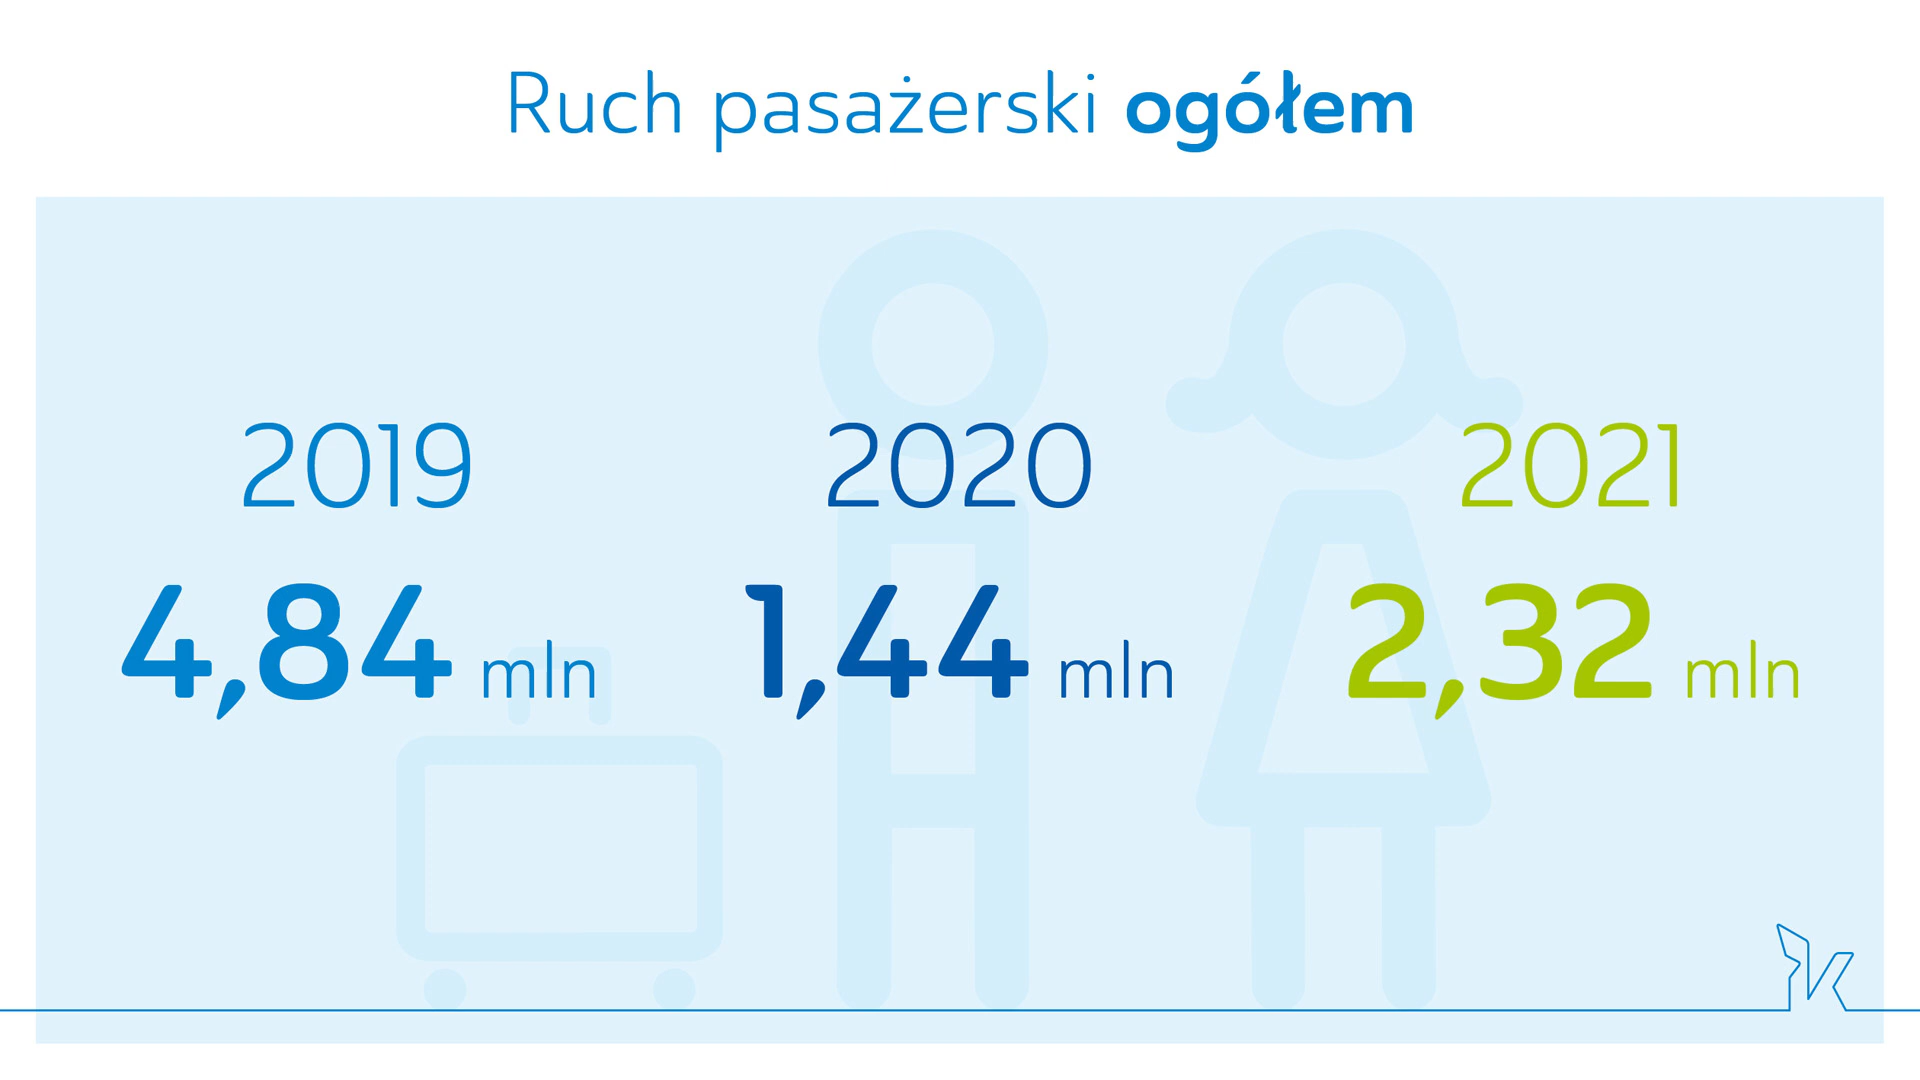 Ruch pasażerski ogółem
2019 2020 2021
4,84 mln 1,44 mln 2,32 mln